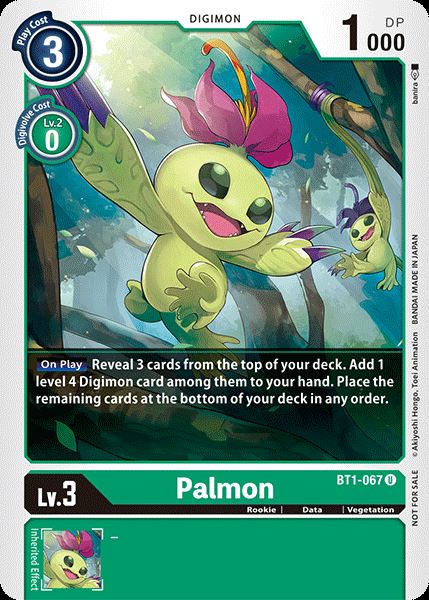 DIGIMON
Play Cost
3
DP
1000
Digivolve Cost
Lv.2
0
banira
On Play Reveal 3 cards from the top of your deck. Add 1
level 4 Digimon card among them to your hand. Place the
remaining cards at the bottom of your deck in any order.
©Akiyoshi Hongo, Toei Animation BANDAI MADE IN JAPAN
NOT FOR SALE
Lv.3
Palmon
BT1-067 U
Rookie | Data | Vegetation
Inherited Effect
–